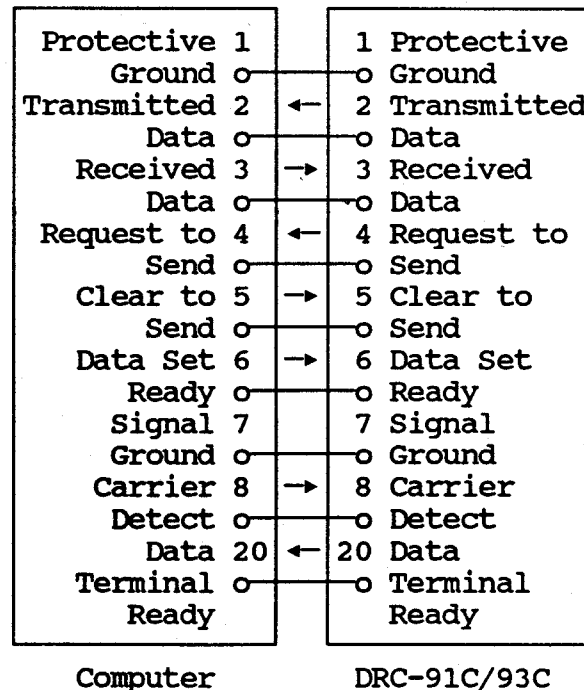 Protective 1 1 Protective
Ground Ground
Transmitted 2 ← 2 Transmitted
Data Data
Received 3 → 3 Received
Data Data
Request to 4 ← 4 Request to
Send Send
Clear to 5 → 5 Clear to
Send Send
Data Set 6 → 6 Data Set
Ready Ready
Signal 7 7 Signal
Ground Ground
Carrier 8 → 8 Carrier
Detect Detect
Data 20 ← 20 Data
Terminal Terminal
Ready Ready
Computer DRC-91C/93C